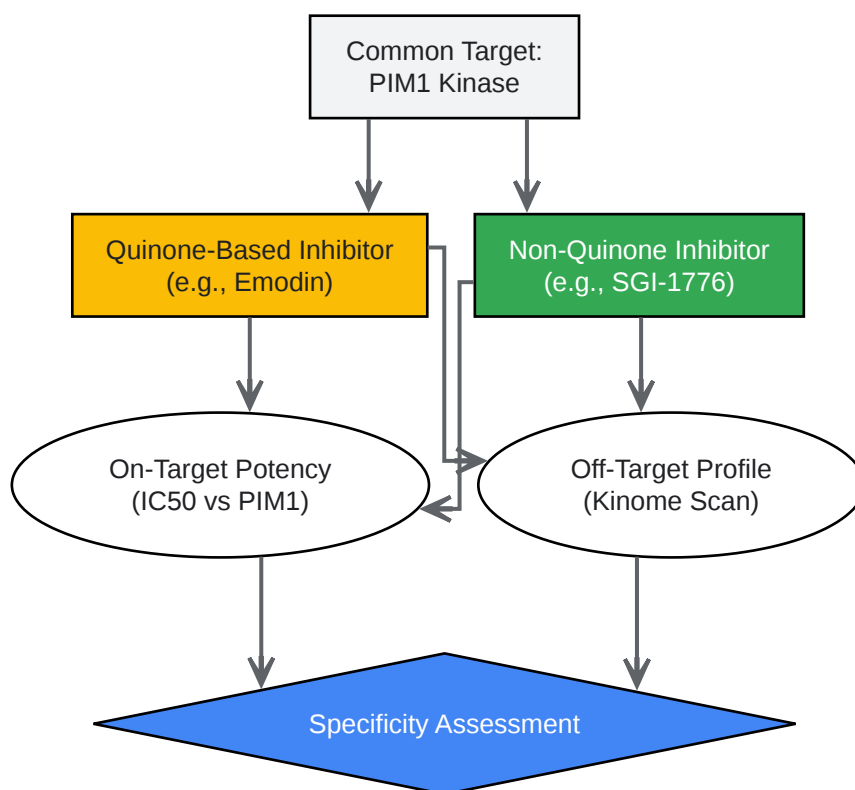 Common Target:
PIM1 Kinase
Quinone-Based Inhibitor
(e.g., Emodin)
Non-Quinone Inhibitor
(e.g., SGI-1776)
On-Target Potency
(IC50 vs PIM1)
Off-Target Profile
(Kinome Scan)
Specificity Assessment